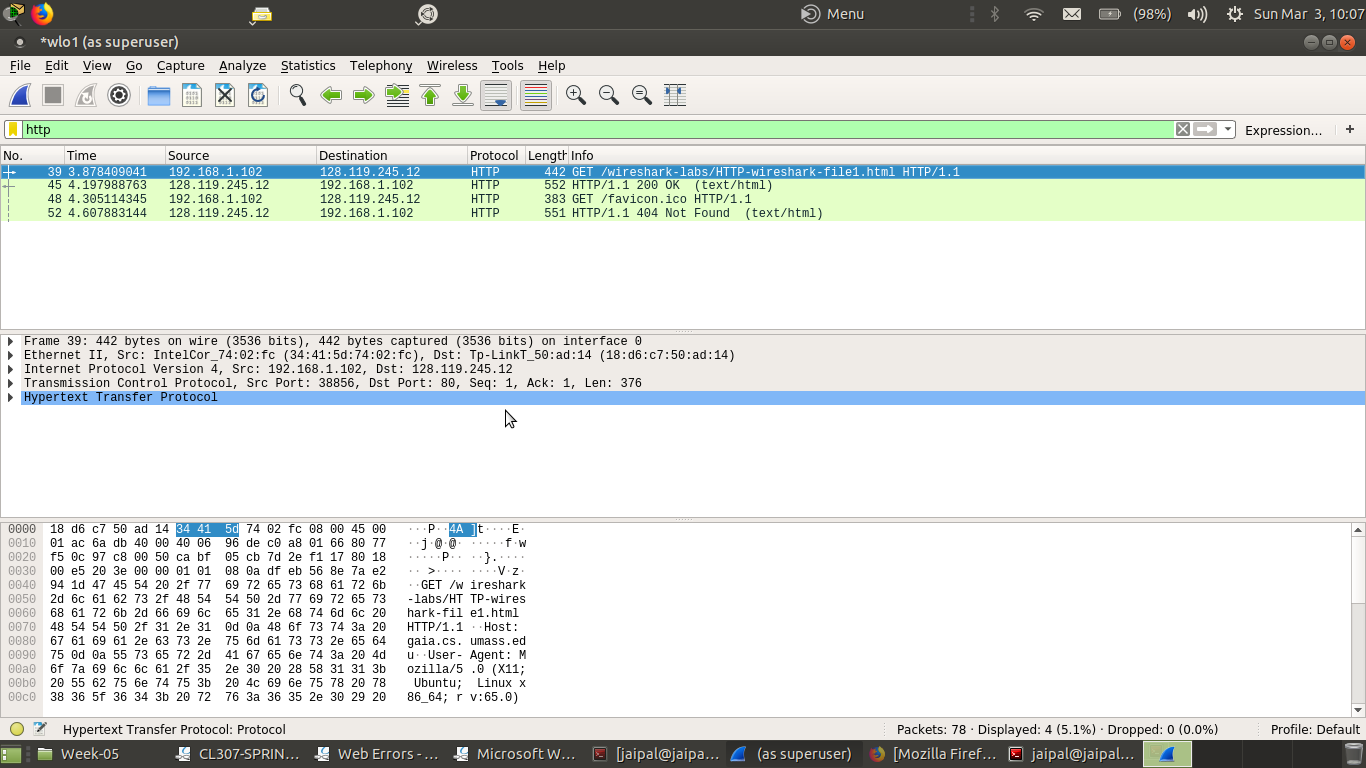 Menu (98%) Sun Mar 3, 10:07
*wlo1 (as superuser)
File Edit View Go Capture Analyze Statistics Telephony Wireless Tools Help
http Expression... +
No. Time Source Destination Protocol Length Info
39 3.878409041 192.168.1.102 128.119.245.12 HTTP 442 GET /wireshark-labs/HTTP-wireshark-file1.html HTTP/1.1
45 4.197988763 128.119.245.12 192.168.1.102 HTTP 552 HTTP/1.1 200 OK (text/html)
48 4.305114345 192.168.1.102 128.119.245.12 HTTP 383 GET /favicon.ico HTTP/1.1
52 4.607883144 128.119.245.12 192.168.1.102 HTTP 551 HTTP/1.1 404 Not Found (text/html)
Frame 39: 442 bytes on wire (3536 bits), 442 bytes captured (3536 bits) on interface 0
Ethernet II, Src: IntelCor_74:02:fc (34:41:5d:74:02:fc), Dst: Tp-LinkT_50:ad:14 (18:d6:c7:50:ad:14)
Internet Protocol Version 4, Src: 192.168.1.102, Dst: 128.119.245.12
Transmission Control Protocol, Src Port: 38856, Dst Port: 80, Seq: 1, Ack: 1, Len: 376
Hypertext Transfer Protocol
0000 18 d6 c7 50 ad 14 34 41 5d 74 02 fc 08 00 45 00 ···P··4A ]t····E·
0010 01 ac 6a db 40 00 40 06 96 de c0 a8 01 66 80 77 ··j·@·@· ·····f·w
0020 f5 0c 97 c8 00 50 ca bf 05 cb 7d 2e f1 17 80 18 ·····P·· ··}.····
0030 00 e5 20 3e 00 00 01 01 08 0a df eb 56 8e 7a e2 ·· >···· ····V·z·
0040 94 1d 47 45 54 20 2f 77 69 72 65 73 68 61 72 6b ··GET /w ireshark
0050 2d 6c 61 62 73 2f 48 54 54 50 2d 77 69 72 65 73 -labs/HT TP-wires
0060 68 61 72 6b 2d 66 69 6c 65 31 2e 68 74 6d 6c 20 hark-fil e1.html
0070 48 54 54 50 2f 31 2e 31 0d 0a 48 6f 73 74 3a 20 HTTP/1.1 ··Host:
0080 67 61 69 61 2e 63 73 2e 75 6d 61 73 73 2e 65 64 gaia.cs. umass.ed
0090 75 0d 0a 55 73 65 72 2d 41 67 65 6e 74 3a 20 4d u··User- Agent: M
00a0 6f 7a 69 6c 6c 61 2f 35 2e 30 20 28 58 31 31 3b ozilla/5 .0 (X11;
00b0 20 55 62 75 6e 74 75 3b 20 4c 69 6e 75 78 20 78 Ubuntu; Linux x
00c0 38 36 5f 36 34 3b 20 72 76 3a 36 35 2e 30 29 20 86_64; r v:65.0)
Hypertext Transfer Protocol: Protocol Packets: 78 · Displayed: 4 (5.1%) · Dropped: 0 (0.0%) Profile: Default
Week-05 CL307-SPRIN... Web Errors - ... Microsoft W... [jaipal@jaipa... (as superuser) [Mozilla Firef... jaipal@jaipal...